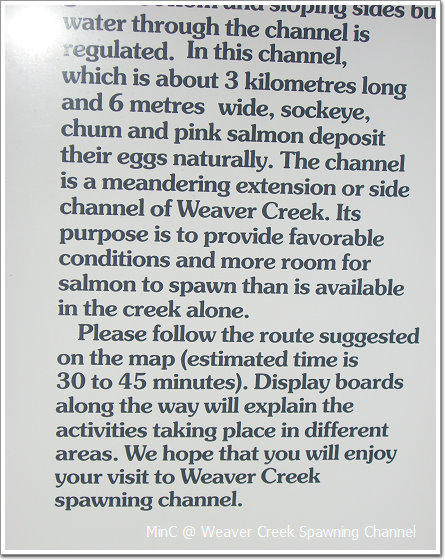 bottom and sloping sides bu
water through the channel is
regulated. In this channel,
which is about 3 kilometres long
and 6 metres wide, sockeye,
chum and pink salmon deposit
their eggs naturally. The channel
is a meandering extension or side
channel of Weaver Creek. Its
purpose is to provide favorable
conditions and more room for
salmon to spawn than is available
in the creek alone.
Please follow the route suggested
on the map (estimated time is
30 to 45 minutes). Display boards
along the way will explain the
activities taking place in different
areas. We hope that you will enjoy
your visit to Weaver Creek
spawning channel.
MinC @ Weaver Creek Spawning Channel